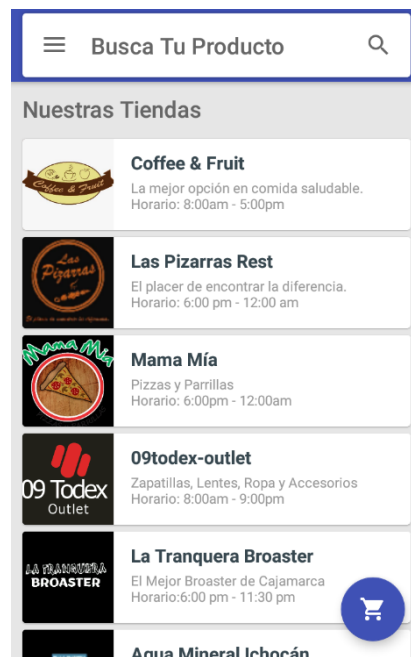 Busca Tu Producto
Nuestras Tiendas
Coffee & Fruit
Coffee & Fruit
La mejor opción en comida saludable.
Horario: 8:00am - 5:00pm
Las Pizarras
Las Pizarras Rest
El placer de encontrar la diferencia.
Horario: 6:00 pm - 12:00 am
Mama Mia
Mama Mía
Pizzas y Parrillas
Horario: 6:00pm - 12:00am
09 Todex
Outlet
09todex-outlet
Zapatillas, Lentes, Ropa y Accesorios
Horario: 8:00am - 9:00pm
LA TRANQUERA
BROASTER
La Tranquera Broaster
El Mejor Broaster de Cajamarca
Horario:6:00 pm - 11:30 pm
Agua Mineral Ichocán